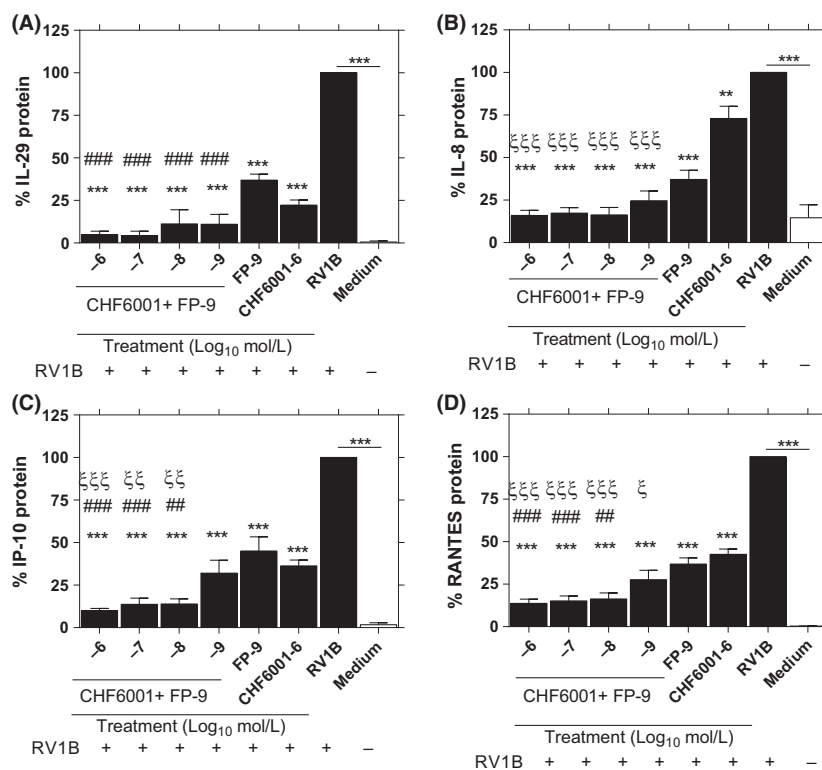 (A)
% IL-29 protein
125
100
75
50
25
0
### ### ### ###
*** *** *** *** *** *** ***
–6 –7 –8 –9 FP-9 CHF6001-6 RV1B Medium
CHF6001+ FP-9
Treatment (Log10 mol/L)
RV1B + + + + + + + –
(B)
% IL-8 protein
125
100
75
50
25
0
ξξξ ξξξ ξξξ ξξξ
*** *** *** *** *** ** ***
–6 –7 –8 –9 FP-9 CHF6001-6 RV1B Medium
CHF6001+ FP-9
Treatment (Log10 mol/L)
RV1B + + + + + + + –
(C)
% IP-10 protein
125
100
75
50
25
0
ξξξ ξξ ξξ
### ### ##
*** *** *** *** *** *** ***
–6 –7 –8 –9 FP-9 CHF6001-6 RV1B Medium
CHF6001+ FP-9
Treatment (Log10 mol/L)
RV1B + + + + + + + –
(D)
% RANTES protein
125
100
75
50
25
0
ξξξ ξξξ ξξξ ξ
### ### ##
*** *** *** *** *** *** ***
–6 –7 –8 –9 FP-9 CHF6001-6 RV1B Medium
CHF6001+ FP-9
Treatment (Log10 mol/L)
RV1B + + + + + + + –